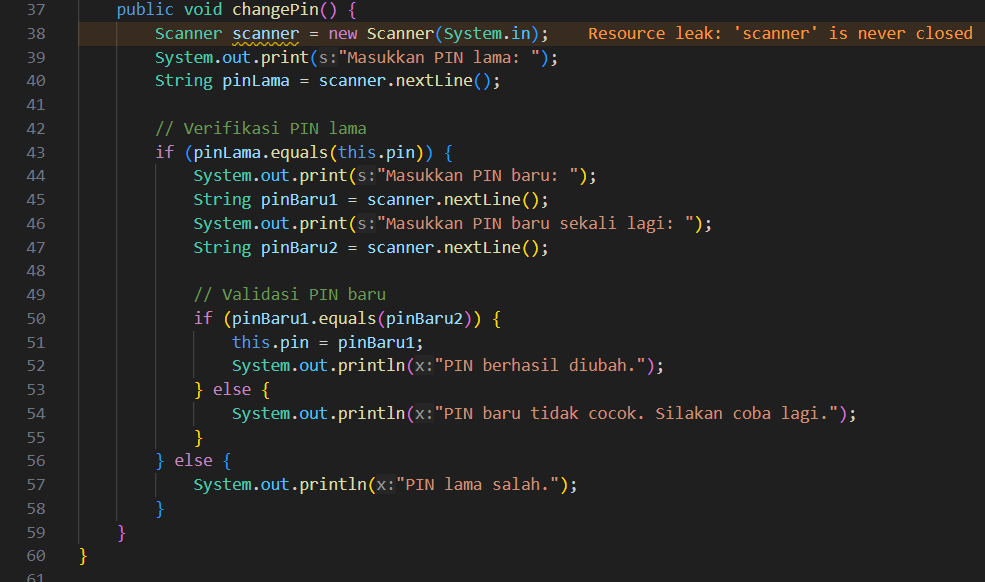 37 public void changePin() {
38 Scanner scanner = new Scanner(System.in); Resource leak: 'scanner' is never closed
39 System.out.print(s:"Masukkan PIN lama: ");
40 String pinLama = scanner.nextLine();
41
42 // Verifikasi PIN lama
43 if (pinLama.equals(this.pin)) {
44 System.out.print(s:"Masukkan PIN baru: ");
45 String pinBaru1 = scanner.nextLine();
46 System.out.print(s:"Masukkan PIN baru sekali lagi: ");
47 String pinBaru2 = scanner.nextLine();
48
49 // Validasi PIN baru
50 if (pinBaru1.equals(pinBaru2)) {
51 this.pin = pinBaru1;
52 System.out.println(x:"PIN berhasil diubah.");
53 } else {
54 System.out.println(x:"PIN baru tidak cocok. Silakan coba lagi.");
55 }
56 } else {
57 System.out.println(x:"PIN lama salah.");
58 }
59 }
60 }
61